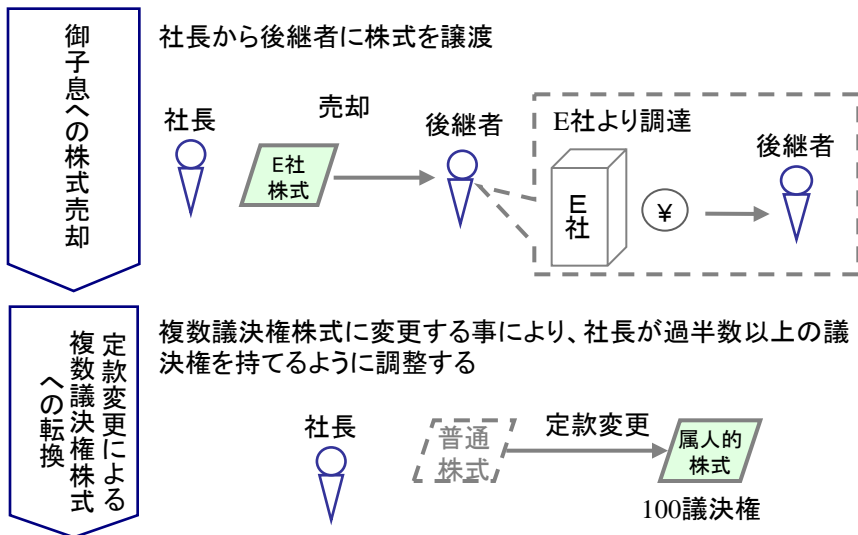 御子息への株式売却
社長から後継者に株式を譲渡
社長
売却
E社
株式
後継者
E社より調達
E
社
¥
後継者
定款変更による
複数議決権株式
への転換
複数議決権株式に変更する事により、社長が過半数以上の議
決権を持てるように調整する
社長
普通
株式
定款変更
属人的
株式
100議決権